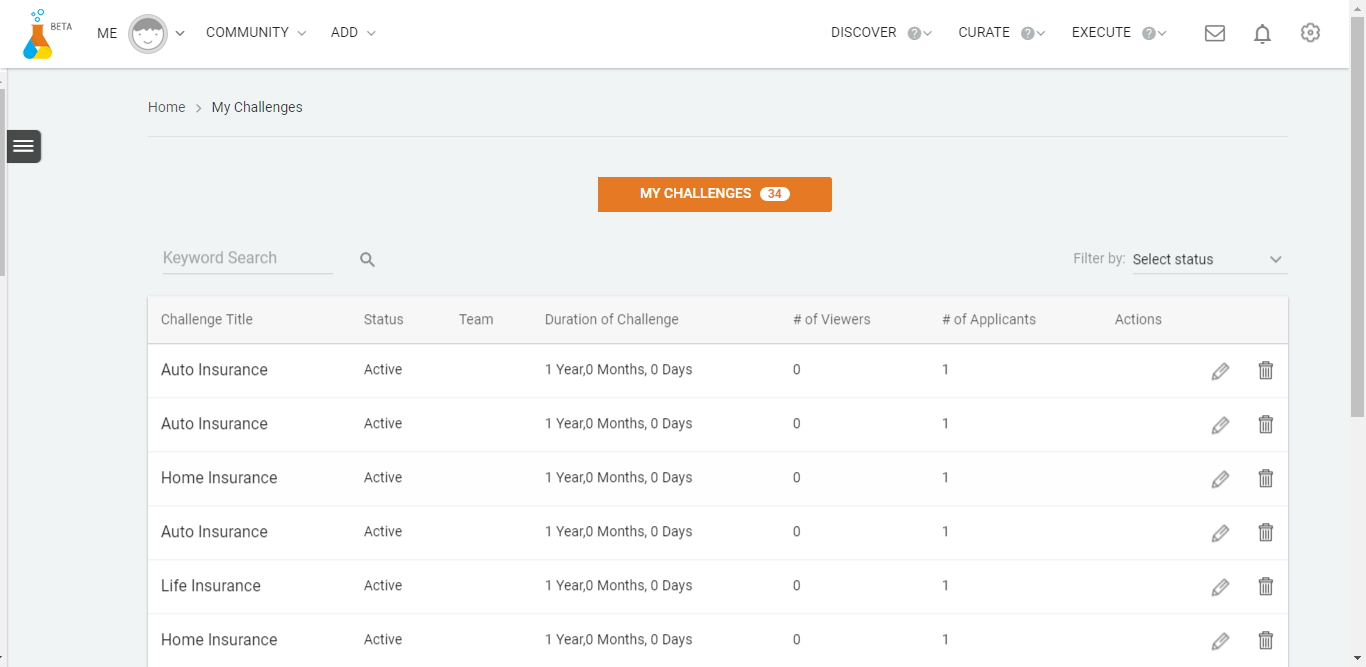 BETA
ME COMMUNITY ADD DISCOVER ? CURATE ? EXECUTE ?
Home > My Challenges
MY CHALLENGES 34
Keyword Search Filter by: Select status
Challenge Title Status Team Duration of Challenge # of Viewers # of Applicants Actions
Auto Insurance Active 1 Year,0 Months, 0 Days 0 1
Auto Insurance Active 1 Year,0 Months, 0 Days 0 1
Home Insurance Active 1 Year,0 Months, 0 Days 0 1
Auto Insurance Active 1 Year,0 Months, 0 Days 0 1
Life Insurance Active 1 Year,0 Months, 0 Days 0 1
Home Insurance Active 1 Year,0 Months, 0 Days 0 1